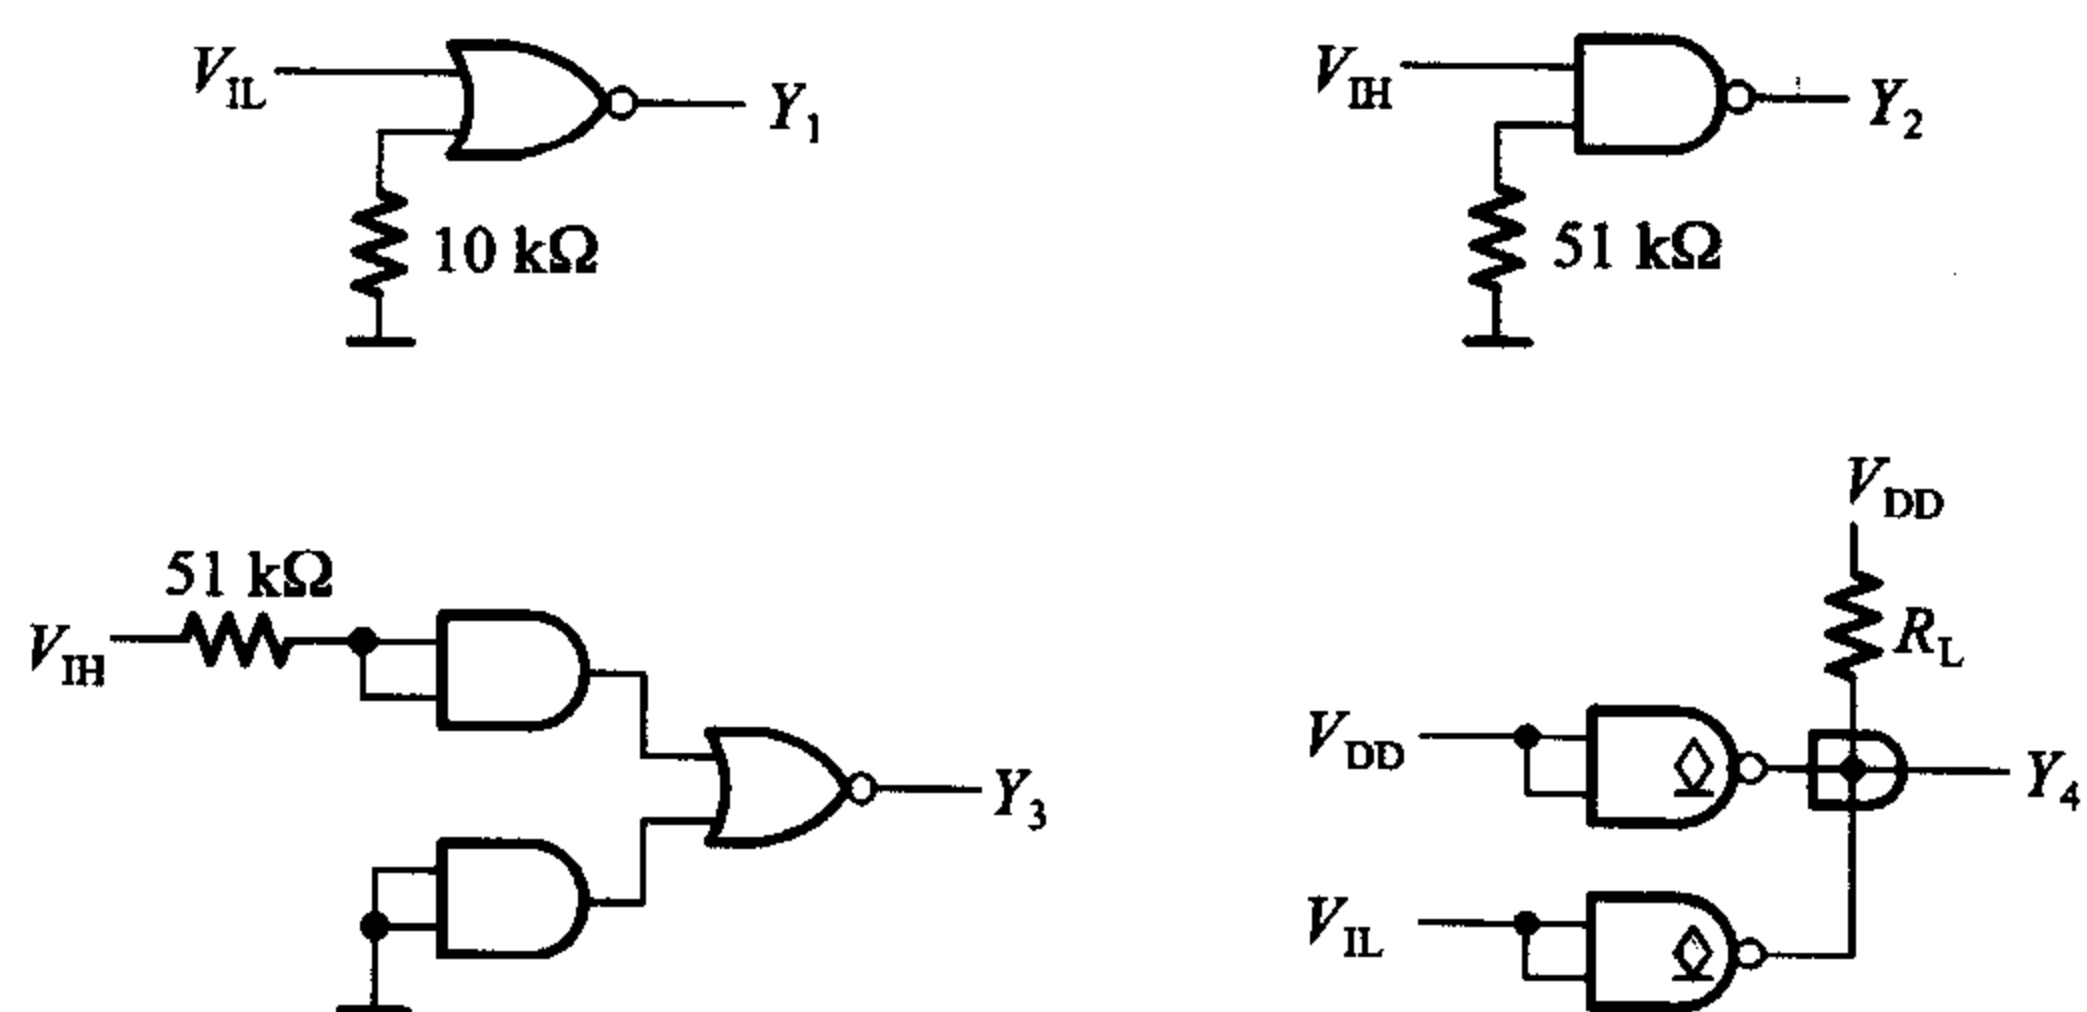 V_IL
Y_1
10 kΩ
V_IH
Y_2
51 kΩ
51 kΩ
V_IH
Y_3
V_DD
R_L
V_DD
Y_4
V_IL